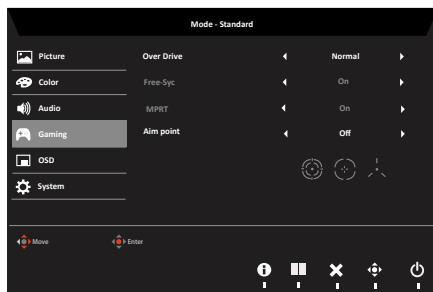 Mode - Standard
Picture
Over Drive Normal
Color
Free-Syc On
Audio
MPRT On
Gaming
Aim point Off
OSD
System
Move Enter